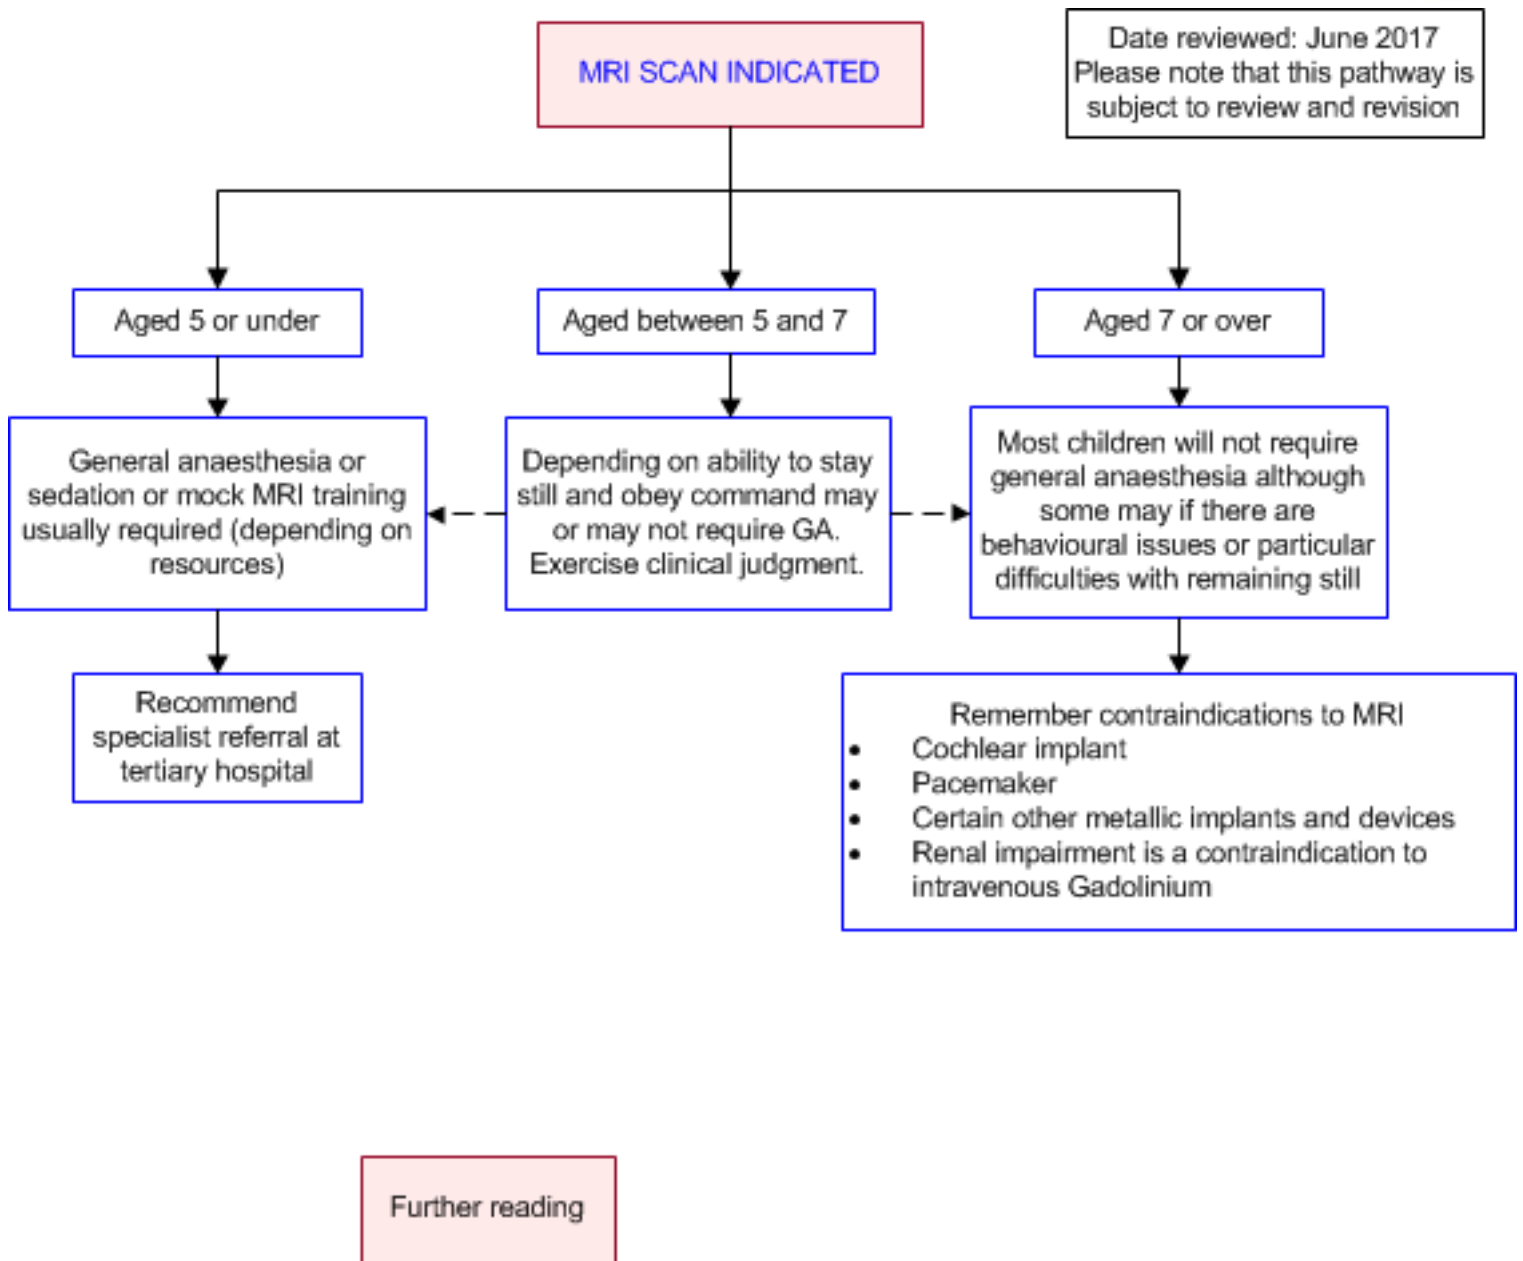 MRI SCAN INDICATED
Date reviewed: June 2017
Please note that this pathway is
subject to review and revision
Aged 5 or under
Aged between 5 and 7
Aged 7 or over
General anaesthesia or
sedation or mock MRI training
usually required (depending on
resources)
Depending on ability to stay
still and obey command may
or may not require GA.
Exercise clinical judgment.
Most children will not require
general anaesthesia although
some may if there are
behavioural issues or particular
difficulties with remaining still
Recommend
specialist referral at
tertiary hospital
Remember contraindications to MRI
• Cochlear implant
• Pacemaker
• Certain other metallic implants and devices
• Renal impairment is a contraindication to
intravenous Gadolinium
Further reading